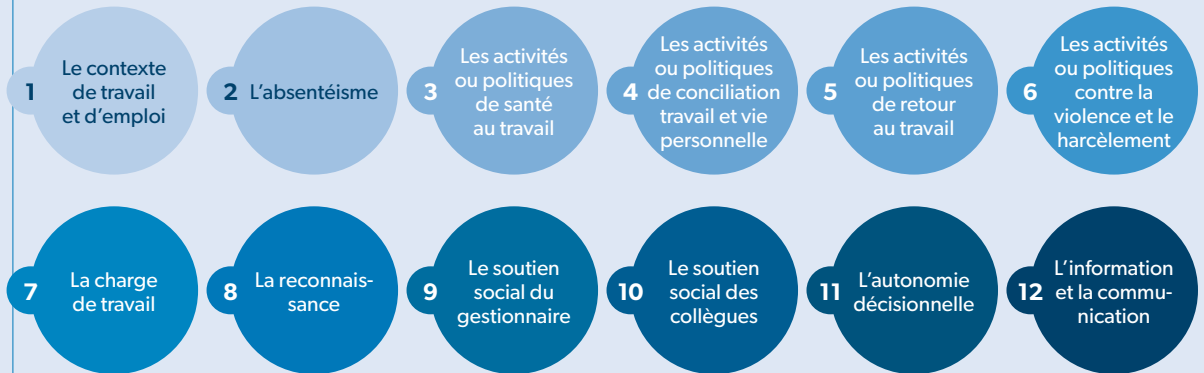 1
Le contexte
de travail
et d'emploi
2
L'absentéisme
3
Les activités
ou politiques
de santé
au travail
4
Les activités
ou politiques
de conciliation
travail et vie
personnelle
5
Les activités
ou politiques
de retour
au travail
6
Les activités
ou politiques
contre la
violence et le
harcèlement
7
La charge
de travail
8
La reconnais-
sance
9
Le soutien
social du
gestionnaire
10
Le soutien
social des
collègues
11
L'autonomie
décisionnelle
12
L'information
et la commu-
nication